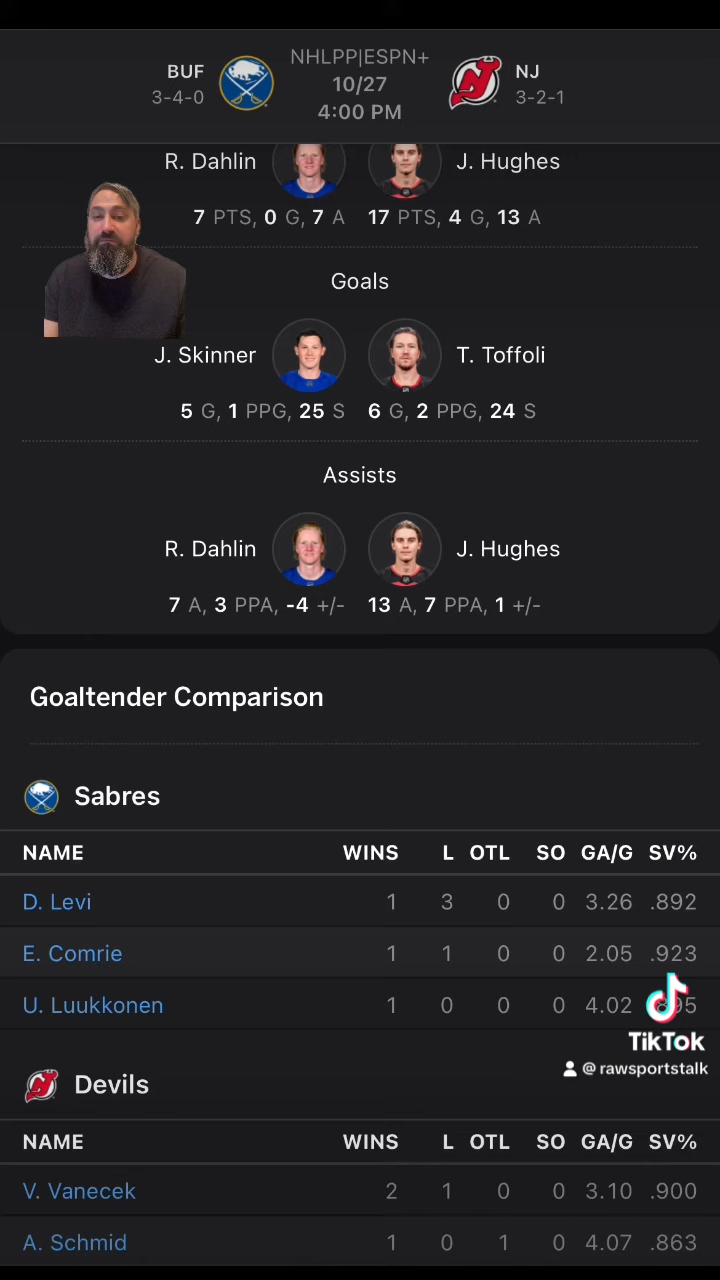 NHLPP|ESPN+
BUF
10/27
NJ
3-4-0
4:00 PM
3-2-1
R. Dahlin
J. Hughes
7 PTS, 0 G, 7 A
17 PTS, 4 G, 13 A
Goals
J. Skinner
T. Toffoli
5 G, 1 PPG, 25 S
6 G, 2 PPG, 24 S
Assists
R. Dahlin
J. Hughes
7 A, 3 PPA, -4 +/-
13 A, 7 PPA, 1 +/-
Goaltender Comparison
Sabres
NAME WINS L OTL SO GA/G SV%
D. Levi 1 3 0 0 3.26 .892
E. Comrie 1 1 0 0 2.05 .923
U. Luukkonen 1 0 0 0 4.02
TikTok
@rawsportstalk
Devils
NAME WINS L OTL SO GA/G SV%
V. Vanecek 2 1 0 0 3.10 .900
A. Schmid 1 0 1 0 4.07 .863